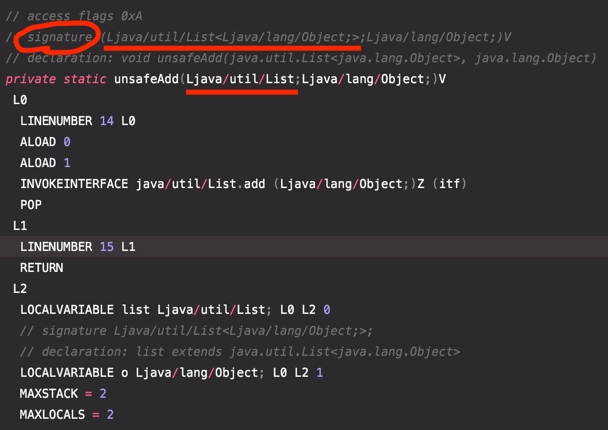 // access flags 0xA
// signature (Ljava/util/List<Ljava/lang/Object;>;Ljava/lang/Object;)V
// declaration: void unsafeAdd(java.util.List<java.lang.Object>, java.lang.Object)
private static unsafeAdd(Ljava/util/List;Ljava/lang/Object;)V
L0
LINENUMBER 14 L0
ALOAD 0
ALOAD 1
INVOKEINTERFACE java/util/List.add (Ljava/lang/Object;)Z (itf)
POP
L1
LINENUMBER 15 L1
RETURN
L2
LOCALVARIABLE list Ljava/util/List; L0 L2 0
// signature Ljava/util/List<Ljava/lang/Object;>;
// declaration: list extends java.util.List<java.lang.Object>
LOCALVARIABLE o Ljava/lang/Object; L0 L2 1
MAXSTACK = 2
MAXLOCALS = 2